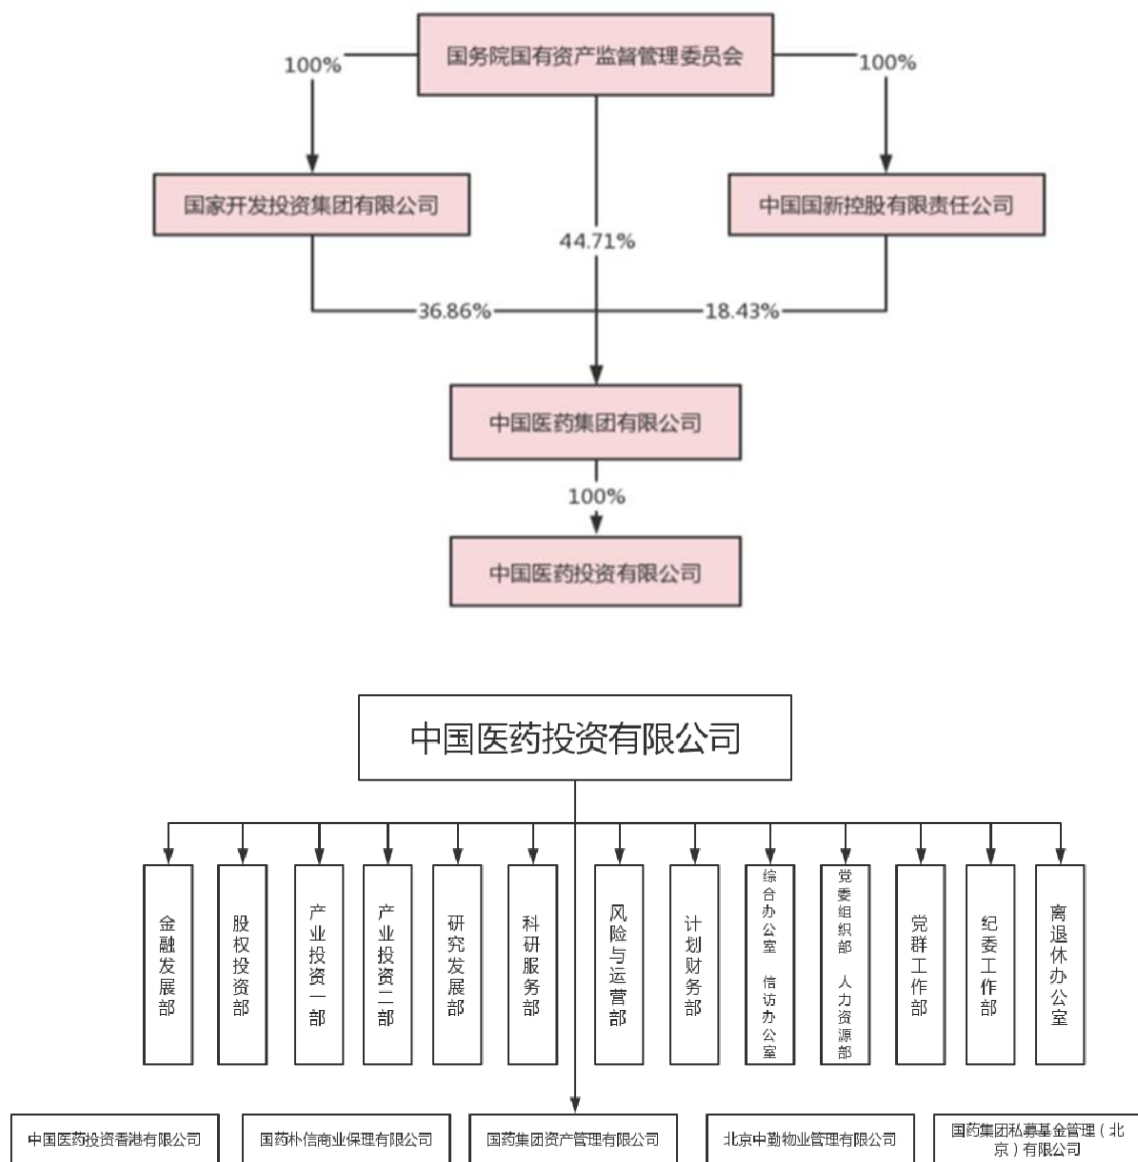 国务院国有资产监督管理委员会
100%
100%
国家开发投资集团有限公司
中国国新控股有限责任公司
44.71%
36.86%
18.43%
中国医药集团有限公司
100%
中国医药投资有限公司
中国医药投资有限公司
金融发展部
股权投资部
产业投资一部
产业投资二部
研究发展部
科研服务部
风险与运营部
计划财务部
综合办公室 信访办公室
党委组织部 人力资源部
党群工作部
纪委工作部
离退休办公室
中国医药投资香港有限公司
国药朴信商业保理有限公司
国药集团资产管理有限公司
北京中勤物业管理有限公司
国药集团私募基金管理（北
京）有限公司